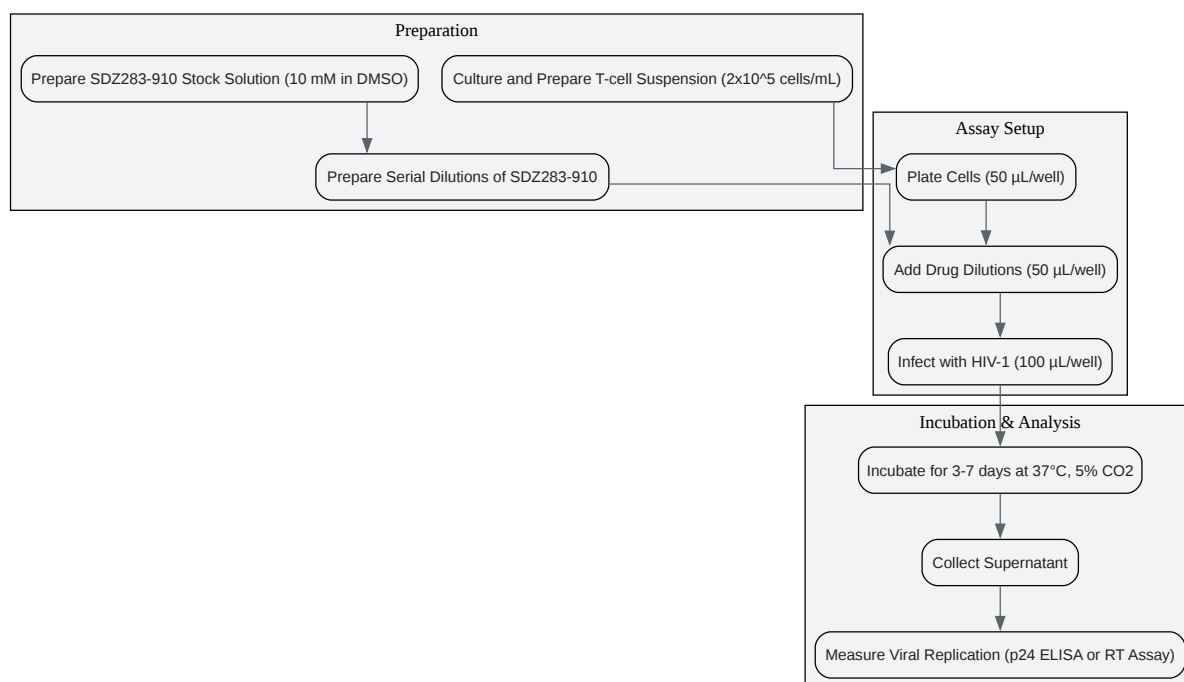 Preparation
Prepare SDZ283-910 Stock Solution (10 mM in DMSO)
Culture and Prepare T-cell Suspension (2x10^5 cells/mL)
Prepare Serial Dilutions of SDZ283-910
Assay Setup
Plate Cells (50 µL/well)
Add Drug Dilutions (50 µL/well)
Infect with HIV-1 (100 µL/well)
Incubation & Analysis
Incubate for 3-7 days at 37°C, 5% CO2
Collect Supernatant
Measure Viral Replication (p24 ELISA or RT Assay)